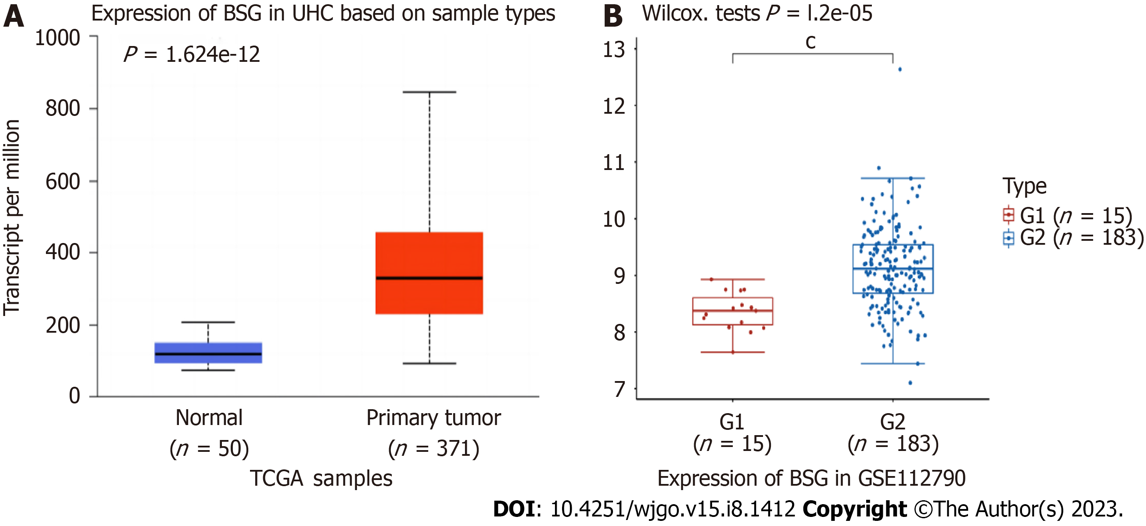 A Expression of BSG in UHC based on sample types
P = 1.624e-12
Transcript per million
1000
800
600
400
200
0
Normal
(n = 50)
Primary tumor
(n = 371)
TCGA samples
B Wilcox. tests P = l.2e-05
c
13
12
11
10
9
8
7
G1
(n = 15)
G2
(n = 183)
Expression of BSG in GSE112790
Type
G1 (n = 15)
G2 (n = 183)
DOI: 10.4251/wjgo.v15.i8.1412 Copyright ©The Author(s) 2023.